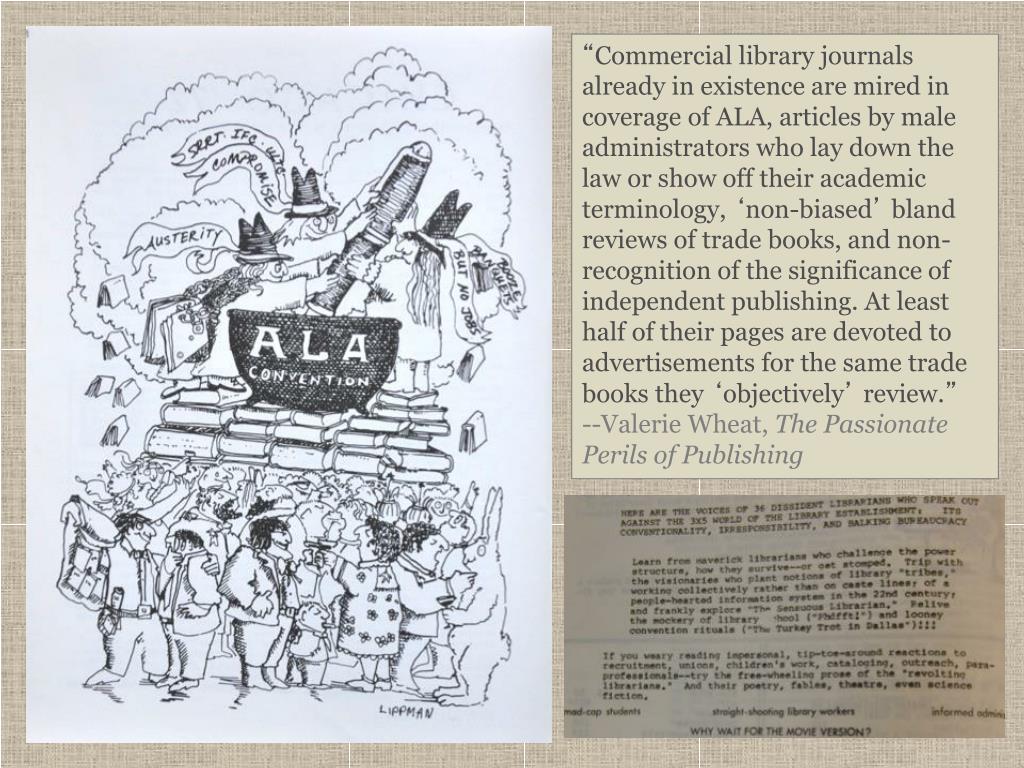 SRRT. IFC.
COMPROMISE
AUSTERITY
BUT NO JOBS
ALA
CONVENTION
LIPPMAN
“Commercial library journals
already in existence are mired in
coverage of ALA, articles by male
administrators who lay down the
law or show off their academic
terminology, ‘non-biased’ bland
reviews of trade books, and non-
recognition of the significance of
independent publishing. At least
half of their pages are devoted to
advertisements for the same trade
books they ‘objectively’ review.”
--Valerie Wheat, The Passionate
Perils of Publishing
HERE ARE THE VOICES OF 36 DISSIDENT LIBRARIANS WHO SPEAK OUT
AGAINST THE 3X5 WORLD OF THE LIBRARY ESTABLISHMENT: ITS
CONVENTIONALITY, IRRESPONSIBILITY, AND BALKING BUREAUCRACY
Learn from maverick librarians who challenge the power
structure, how they survive--or get stomped. Trip with
the visionaries who plant notions of library "tribes,"
working collectively rather than on caste lines; of a
people-hearted information system in the 22nd century;
and frankly explore "The Sensuous Librarian." Relive
the mockery of library hool ("Phdfft!") and looney
convention rituals ("The Turkey Trot in Dallas")!!!
If you weary reading impersonal, tip-toe-around reactions to
recruitment, unions, children's work, cataloging, outreach, para-
professionals--try the free-wheeling prose of the "revolting
librarians." And their poetry, fables, theatre, even science
fiction.
mad-cap students straight-shooting library workers informed admini
WHY WAIT FOR THE MOVIE VERSION?